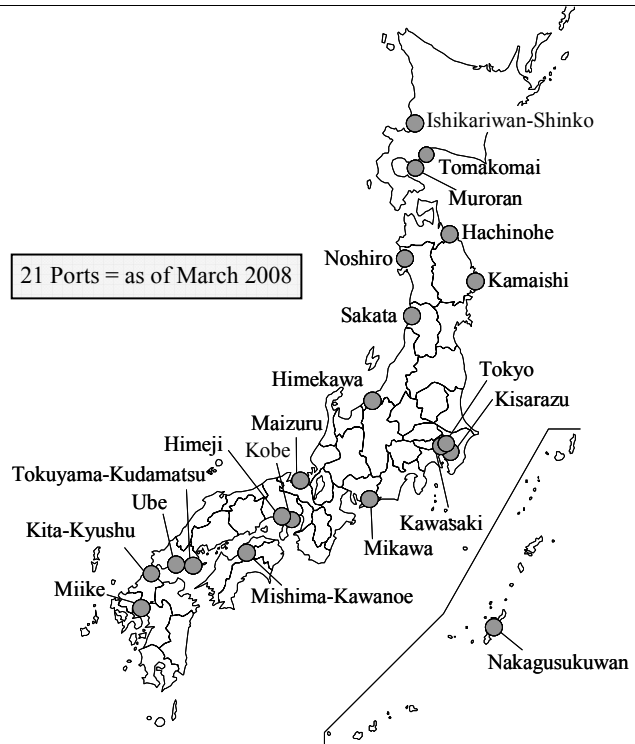 Ishikariwan-Shinko
Tomakomai
Muroran
Hachinohe
Noshiro
21 Ports = as of March 2008
Kamaishi
Sakata
Tokyo
Himekawa
Kisarazu
Maizuru
Himeji
Kobe
Tokuyama-Kudamatsu
Ube
Kawasaki
Kita-Kyushu
Mikawa
Miike
Mishima-Kawanoe
Nakagusukuwan